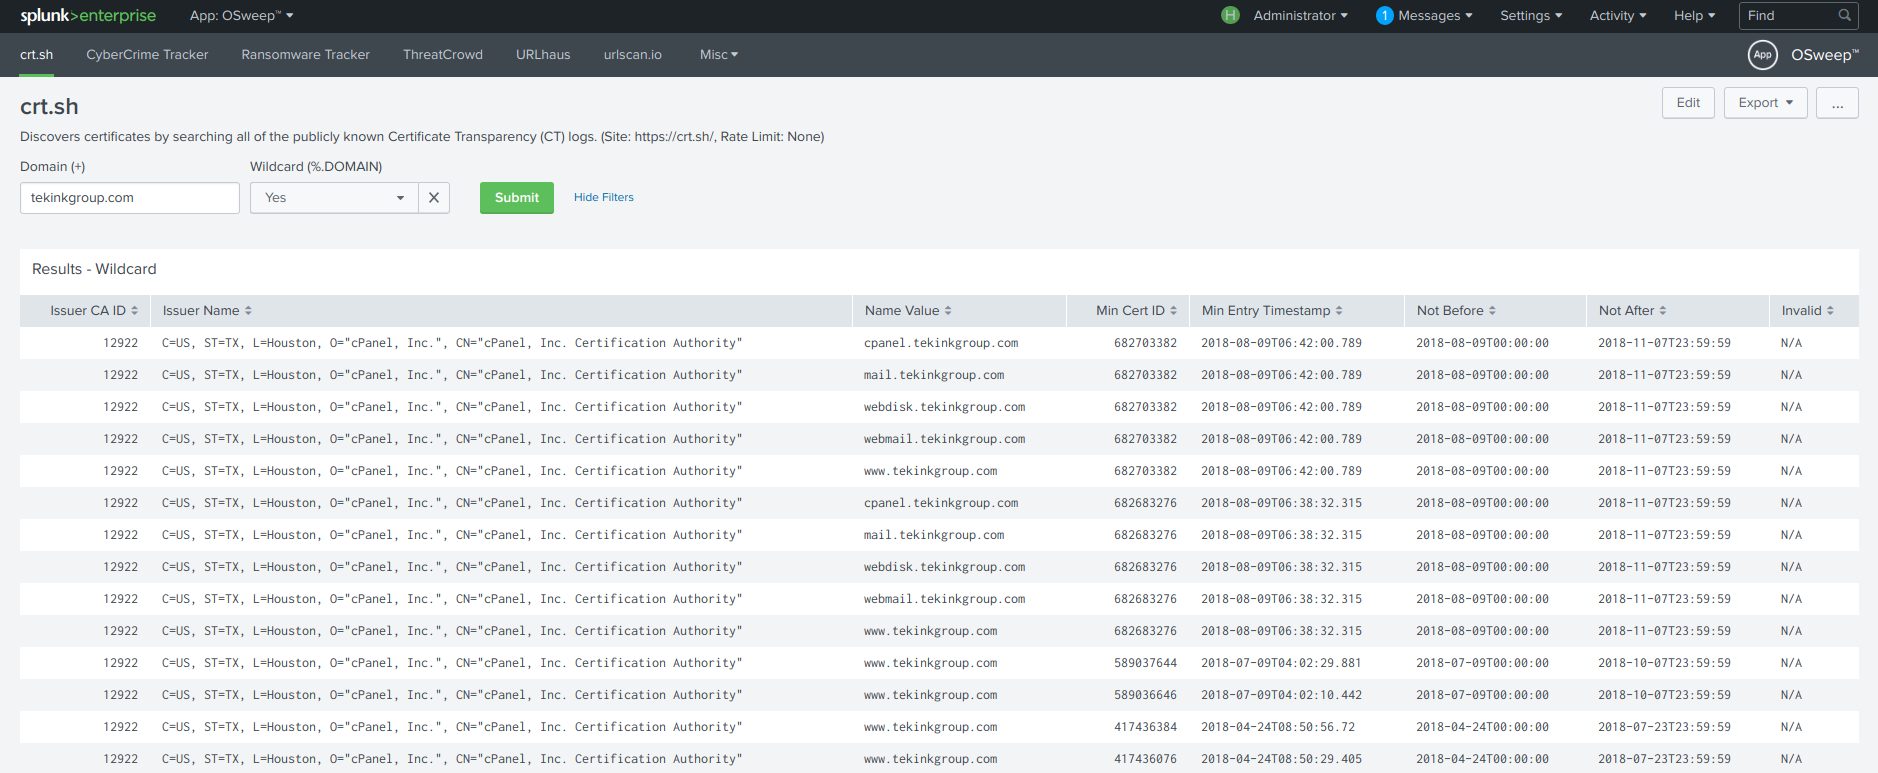 splunk>enterprise App: OSweep™ H Administrator 1 Messages Settings Activity Help Find
crt.sh CyberCrime Tracker Ransomware Tracker ThreatCrowd URLhaus urlscan.io Misc App OSweep™
crt.sh Edit Export ...
Discovers certificates by searching all of the publicly known Certificate Transparency (CT) logs. (Site: https://crt.sh/, Rate Limit: None)
Domain (+) Wildcard (%.DOMAIN)
tekinkgroup.com Yes Submit Hide Filters
Results - Wildcard
Issuer CA ID Issuer Name Name Value Min Cert ID Min Entry Timestamp Not Before Not After Invalid
12922 C=US, ST=TX, L=Houston, O="cPanel, Inc.", CN="cPanel, Inc. Certification Authority" cpanel.tekinkgroup.com 682703382 2018-08-09T06:42:00.789 2018-08-09T00:00:00 2018-11-07T23:59:59 N/A
12922 C=US, ST=TX, L=Houston, O="cPanel, Inc.", CN="cPanel, Inc. Certification Authority" mail.tekinkgroup.com 682703382 2018-08-09T06:42:00.789 2018-08-09T00:00:00 2018-11-07T23:59:59 N/A
12922 C=US, ST=TX, L=Houston, O="cPanel, Inc.", CN="cPanel, Inc. Certification Authority" webdisk.tekinkgroup.com 682703382 2018-08-09T06:42:00.789 2018-08-09T00:00:00 2018-11-07T23:59:59 N/A
12922 C=US, ST=TX, L=Houston, O="cPanel, Inc.", CN="cPanel, Inc. Certification Authority" webmail.tekinkgroup.com 682703382 2018-08-09T06:42:00.789 2018-08-09T00:00:00 2018-11-07T23:59:59 N/A
12922 C=US, ST=TX, L=Houston, O="cPanel, Inc.", CN="cPanel, Inc. Certification Authority" www.tekinkgroup.com 682703382 2018-08-09T06:42:00.789 2018-08-09T00:00:00 2018-11-07T23:59:59 N/A
12922 C=US, ST=TX, L=Houston, O="cPanel, Inc.", CN="cPanel, Inc. Certification Authority" cpanel.tekinkgroup.com 682683276 2018-08-09T06:38:32.315 2018-08-09T00:00:00 2018-11-07T23:59:59 N/A
12922 C=US, ST=TX, L=Houston, O="cPanel, Inc.", CN="cPanel, Inc. Certification Authority" mail.tekinkgroup.com 682683276 2018-08-09T06:38:32.315 2018-08-09T00:00:00 2018-11-07T23:59:59 N/A
12922 C=US, ST=TX, L=Houston, O="cPanel, Inc.", CN="cPanel, Inc. Certification Authority" webdisk.tekinkgroup.com 682683276 2018-08-09T06:38:32.315 2018-08-09T00:00:00 2018-11-07T23:59:59 N/A
12922 C=US, ST=TX, L=Houston, O="cPanel, Inc.", CN="cPanel, Inc. Certification Authority" webmail.tekinkgroup.com 682683276 2018-08-09T06:38:32.315 2018-08-09T00:00:00 2018-11-07T23:59:59 N/A
12922 C=US, ST=TX, L=Houston, O="cPanel, Inc.", CN="cPanel, Inc. Certification Authority" www.tekinkgroup.com 682683276 2018-08-09T06:38:32.315 2018-08-09T00:00:00 2018-11-07T23:59:59 N/A
12922 C=US, ST=TX, L=Houston, O="cPanel, Inc.", CN="cPanel, Inc. Certification Authority" www.tekinkgroup.com 589037644 2018-07-09T04:02:29.881 2018-07-09T00:00:00 2018-10-07T23:59:59 N/A
12922 C=US, ST=TX, L=Houston, O="cPanel, Inc.", CN="cPanel, Inc. Certification Authority" www.tekinkgroup.com 589036646 2018-07-09T04:02:10.442 2018-07-09T00:00:00 2018-10-07T23:59:59 N/A
12922 C=US, ST=TX, L=Houston, O="cPanel, Inc.", CN="cPanel, Inc. Certification Authority" www.tekinkgroup.com 417436384 2018-04-24T08:50:56.72 2018-04-24T00:00:00 2018-07-23T23:59:59 N/A
12922 C=US, ST=TX, L=Houston, O="cPanel, Inc.", CN="cPanel, Inc. Certification Authority" www.tekinkgroup.com 417436076 2018-04-24T08:50:29.405 2018-04-24T00:00:00 2018-07-23T23:59:59 N/A